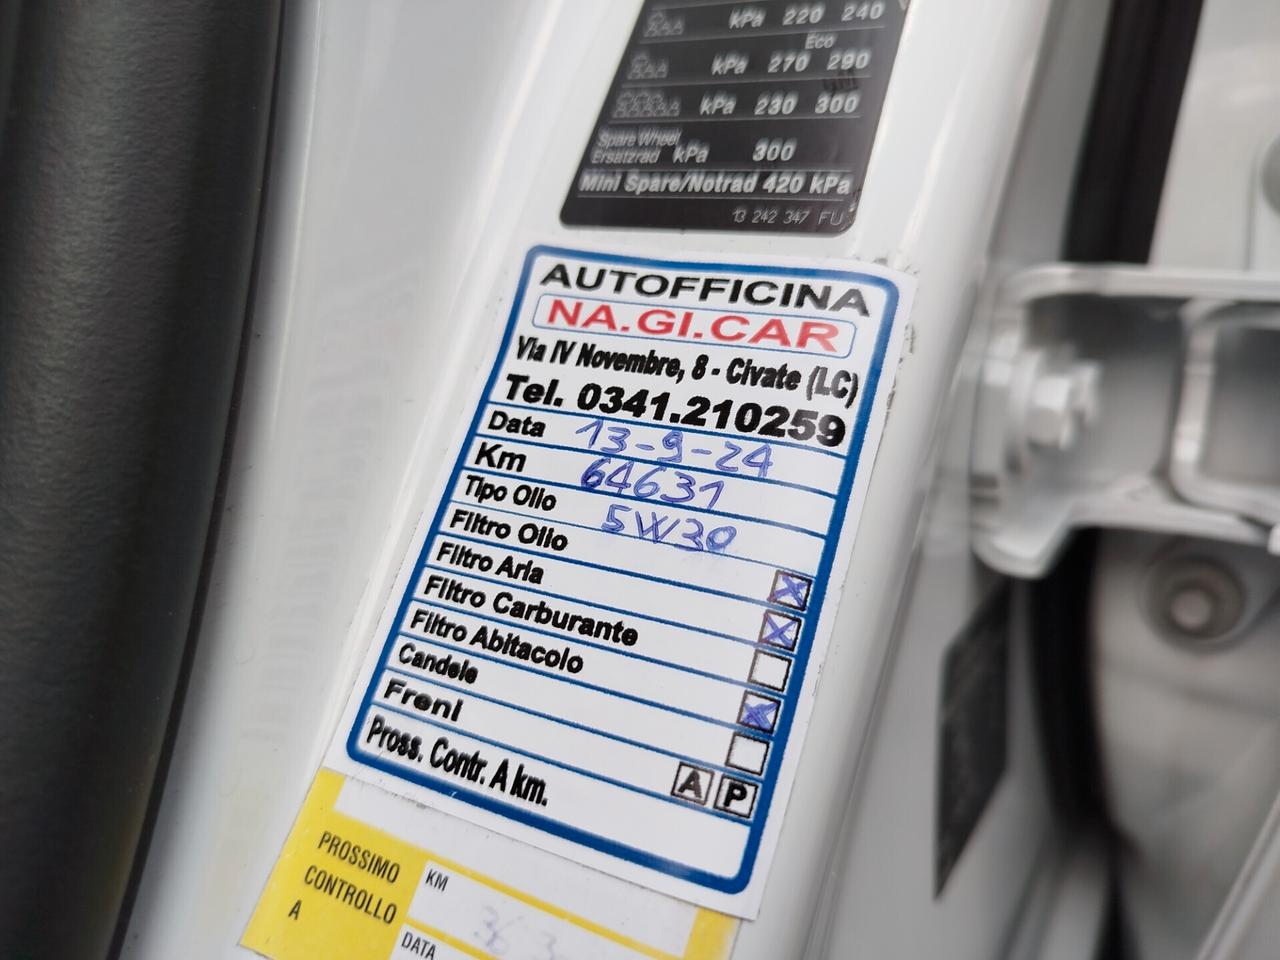 kPa 220 240
Eco
kPa 270 290
kPa 230 300
Spare Wheel
Ersatzrad kPa 300
Mini Spare/Notrad 420 kPa
13 242 347 FU
AUTOFFICINA
NA.GI.CAR
Via IV Novembre, 8 - Civate (LC)
Tel. 0341.210259
Data 13-9-24
Km 64631
Tipo Olio 5W30
Filtro Olio
Filtro Aria
Filtro Carburante
Filtro Abitacolo
Candele
Freni A P
Pross. Contr. A km.
PROSSIMO
CONTROLLO
A
KM
DATA